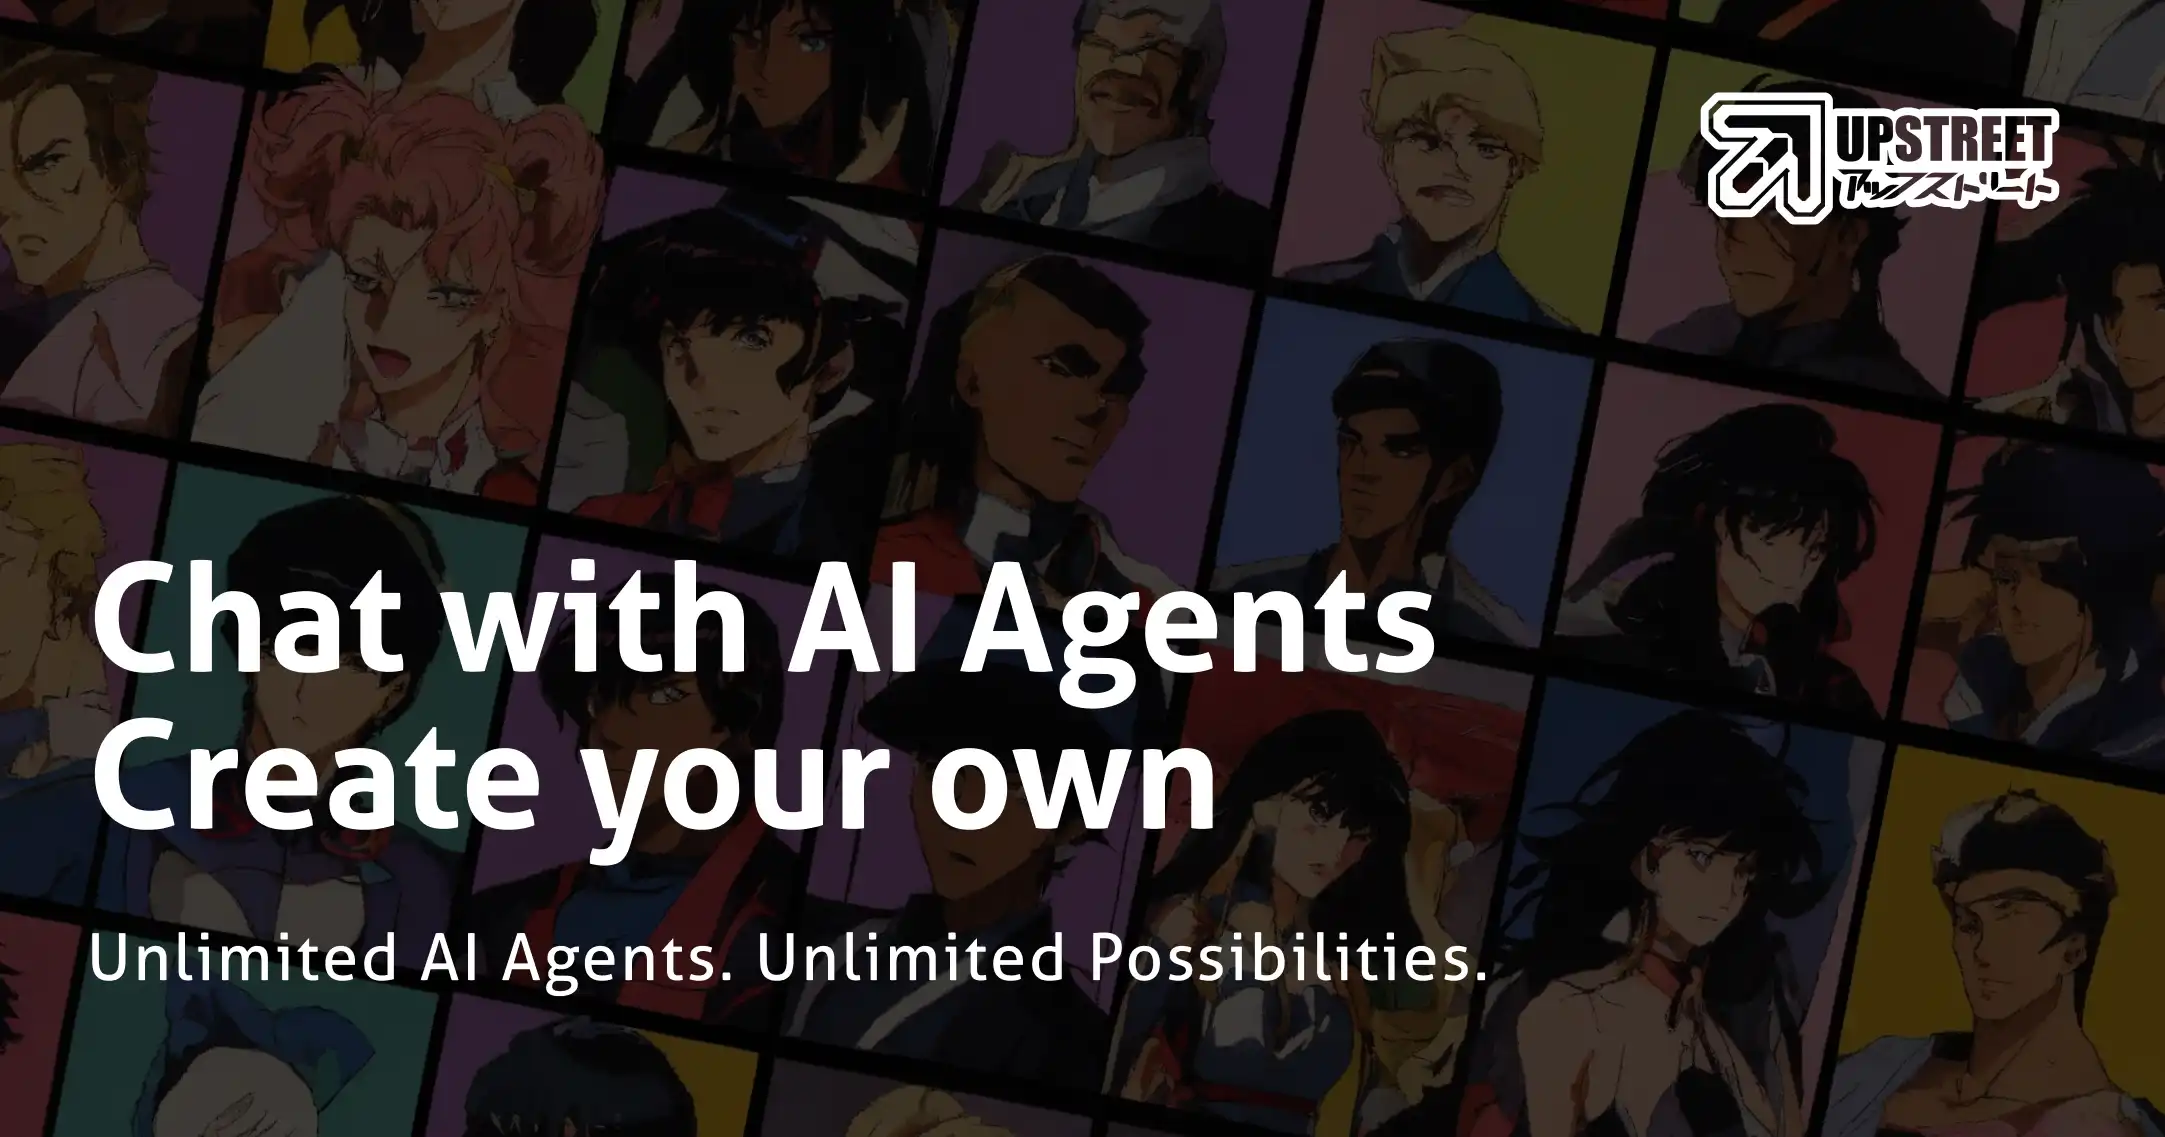 UPSTREET
アップストリート
Chat with AI Agents
Create your own
Unlimited AI Agents. Unlimited Possibilities.